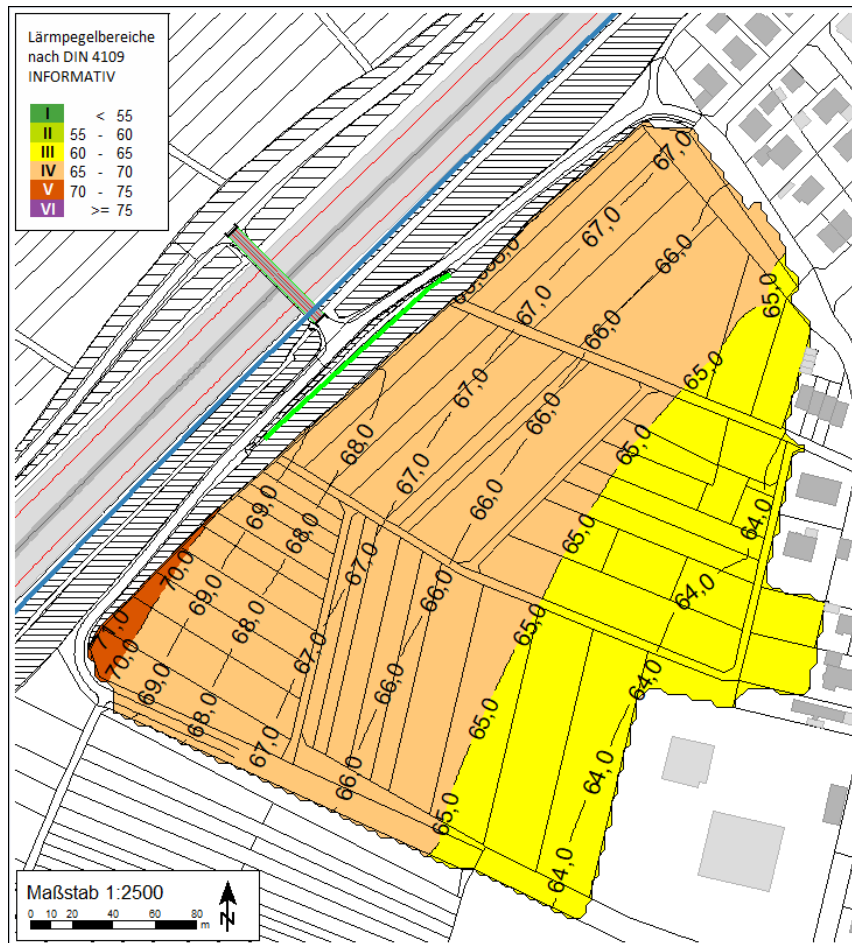 Lärmpegelbereiche
nach DIN 4109
INFORMATIV
I < 55
II 55 - 60
III 60 - 65
IV 65 - 70
V 70 - 75
VI >= 75
67,0
67,0
66,0
67,0
66,0
65,0
67,0
66,0
65,0
68,0
67,0
66,0
65,0
69,0
68,0
67,0
66,0
65,0
64,0
70,0
69,0
68,0
67,0
66,0
65,0
64,0
71,0
70,0
69,0
68,0
67,0
66,0
65,0
64,0
66,0
65,0
64,0
64,0
Maßstab 1:2500
0 10 20 40 60 80
m
N